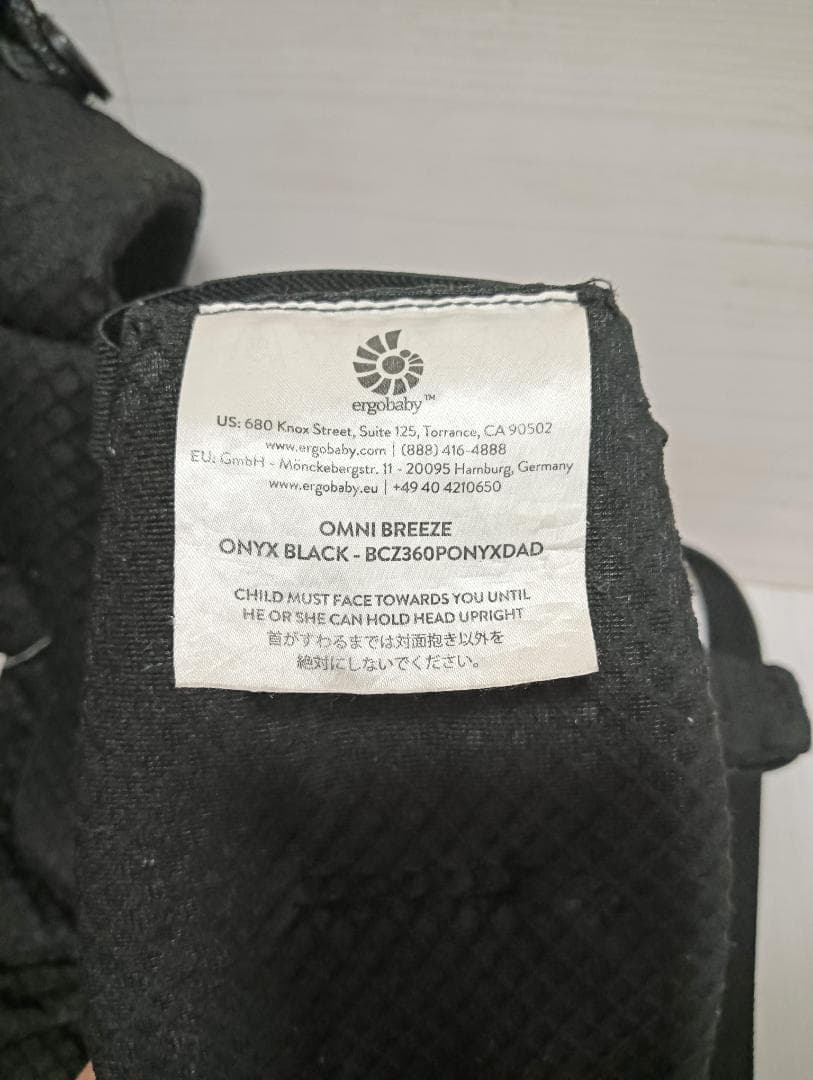 ergobaby™
US: 680 Knox Street, Suite 125, Torrance, CA 90502
www.ergobaby.com | (888) 416-4888
EU: GmbH - Mönckebergstr. 11 - 20095 Hamburg, Germany
www.ergobaby.eu | +49 40 4210650
OMNI BREEZE
ONYX BLACK - BCZ360PONYXDAD
CHILD MUST FACE TOWARDS YOU UNTIL
HE OR SHE CAN HOLD HEAD UPRIGHT
首がすわるまでは対面抱き以外を
絶対にしないでください。